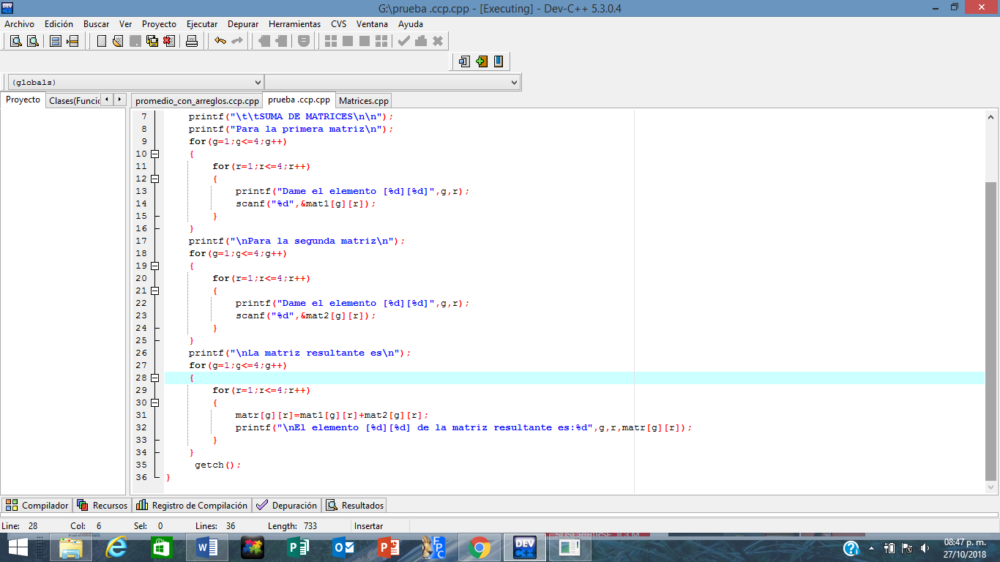 G:\prueba .ccp.cpp - [Executing] - Dev-C++ 5.3.0.4
Archivo Edición Buscar Ver Proyecto Ejecutar Depurar Herramientas CVS Ventana Ayuda
(globals)
Proyecto Clases(Funcio promedio_con_arreglos.ccp.cpp prueba .ccp.cpp Matrices.cpp
7 printf("\t\tSUMA DE MATRICES\n\n");
8 printf("Para la primera matriz\n");
9 for(g=1;g<=4;g++)
10 {
11 for(r=1;r<=4;r++)
12 {
13 printf("Dame el elemento [%d][%d]",g,r);
14 scanf("%d",&mat1[g][r]);
15 }
16 }
17 printf("\nPara la segunda matriz\n");
18 for(g=1;g<=4;g++)
19 {
20 for(r=1;r<=4;r++)
21 {
22 printf("Dame el elemento [%d][%d]",g,r);
23 scanf("%d",&mat2[g][r]);
24 }
25 }
26 printf("\nLa matriz resultante es\n");
27 for(g=1;g<=4;g++)
28 {
29 for(r=1;r<=4;r++)
30 {
31 matr[g][r]=mat1[g][r]+mat2[g][r];
32 printf("\nEl elemento [%d][%d] de la matriz resultante es:%d",g,r,matr[g][r]);
33 }
34 }
35 getch();
36 }
Compilador Recursos Registro de Compilación Depuración Resultados
Line: 28 Col: 6 Sel: 0 Lines: 36 Length: 733 Insertar
DEV C++
08:47 p. m.
27/10/2018